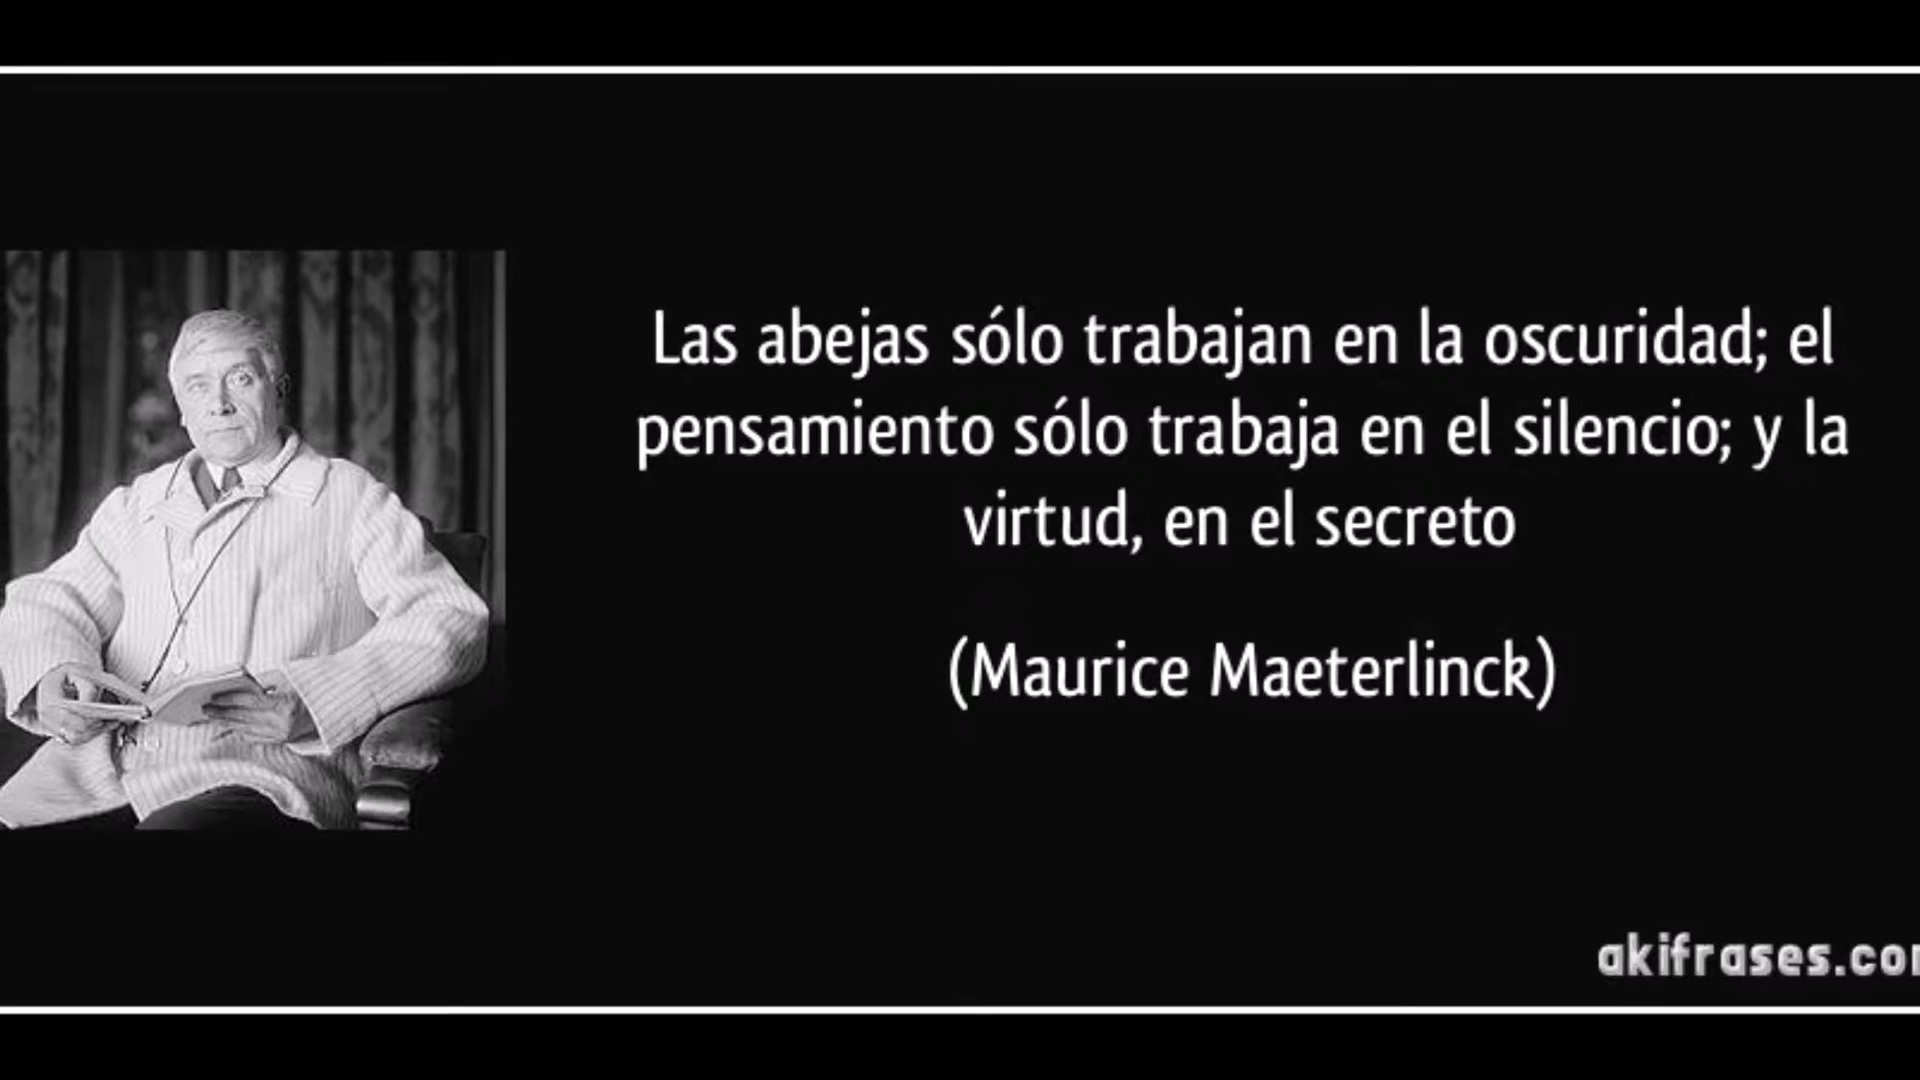 Las abejas sólo trabajan en la oscuridad; el
pensamiento sólo trabaja en el silencio; y la
virtud, en el secreto
(Maurice Maeterlinck)
akifrases.com